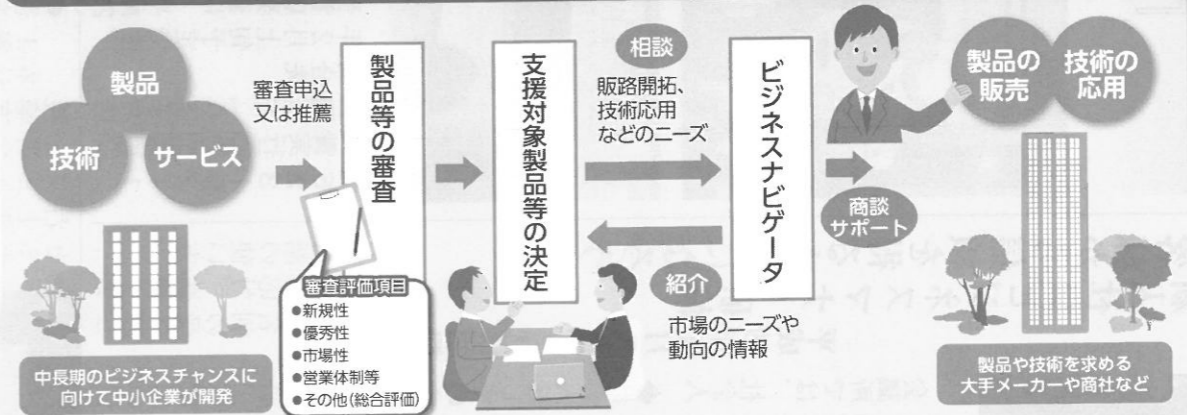 製品
技術
サービス
中長期のビジネスチャンスに
向けて中小企業が開発
審査申込
又は推薦
製品等の審査
審査評価項目
●新規性
●優秀性
●市場性
●営業体制等
●その他(総合評価)
支援対象製品等の決定
相談
販路開拓、
技術応用
などのニーズ
紹介
市場のニーズや
動向の情報
ビジネスナビゲータ
商談
サポート
製品の
販売
技術の
応用
製品や技術を求める
大手メーカーや商社など